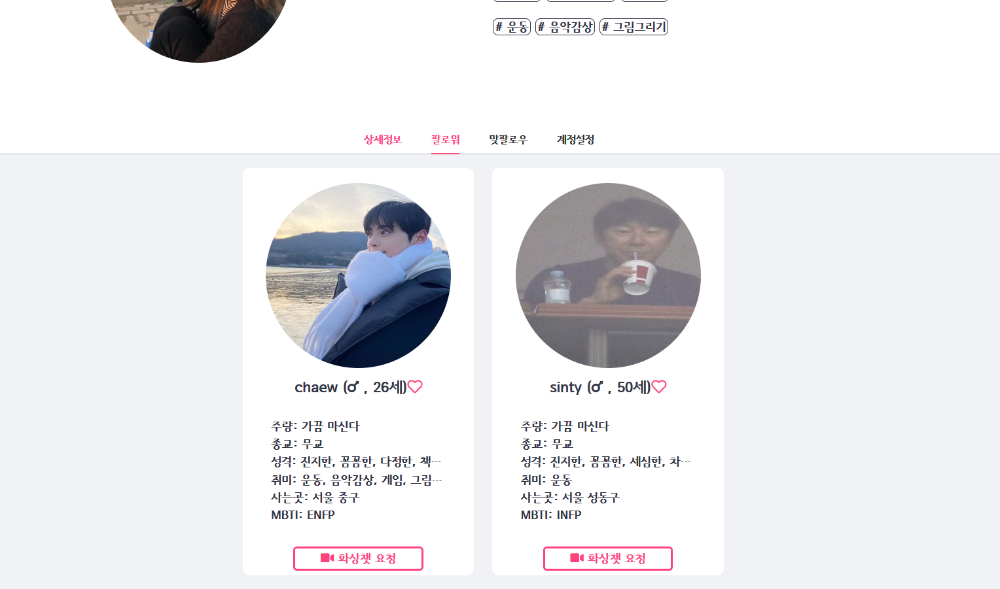 # 운동 # 음악감상 # 그림그리기
상세정보 팔로워 맞팔로우 계정설정
chaew (♂ , 26세)
주량: 가끔 마신다
종교: 무교
성격: 진지한, 꼼꼼한, 다정한, 책…
취미: 운동, 음악감상, 게임, 그림…
사는곳: 서울 중구
MBTI: ENFP
화상챗 요청
sinty (♂ , 50세)
주량: 가끔 마신다
종교: 무교
성격: 진지한, 꼼꼼한, 세심한, 차…
취미: 운동
사는곳: 서울 성동구
MBTI: INFP
화상챗 요청